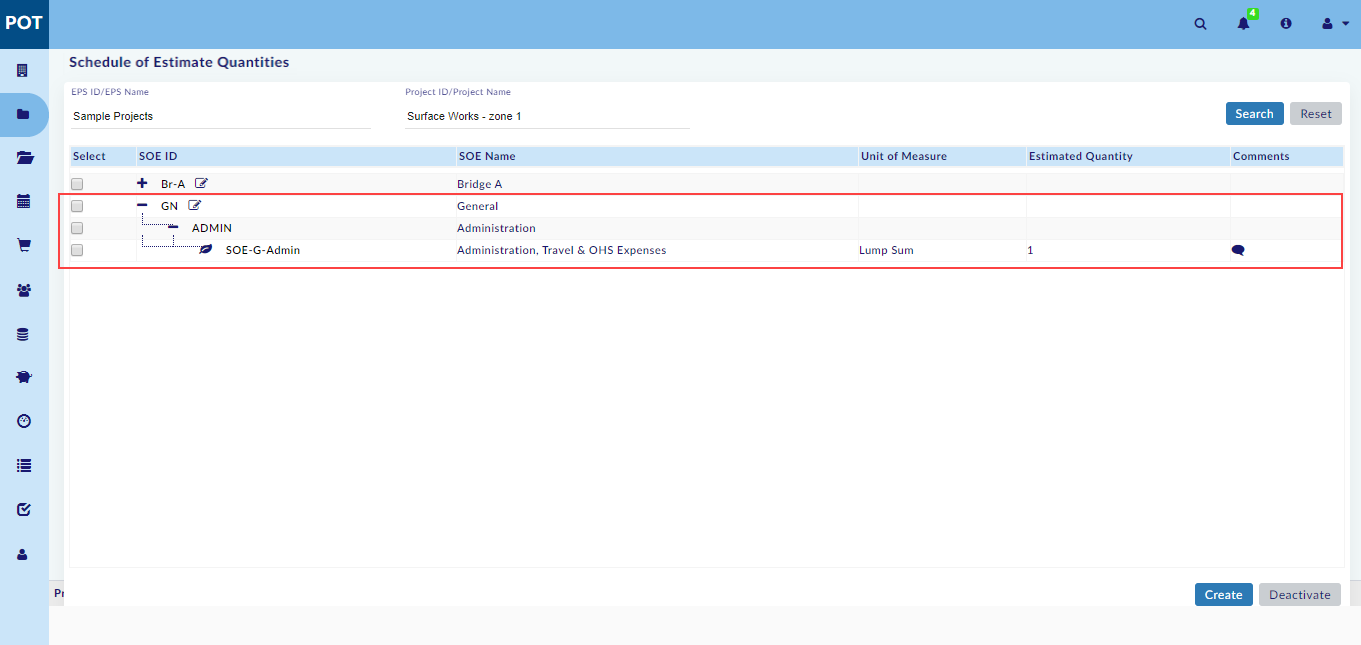 POT
4
Schedule of Estimate Quantities
EPS ID/EPS Name Project ID/Project Name
Sample Projects Surface Works - zone 1 Search Reset
Select SOE ID SOE Name Unit of Measure Estimated Quantity Comments
Br-A Bridge A
GN General
ADMIN Administration
SOE-G-Admin Administration, Travel & OHS Expenses Lump Sum 1
Pr Create Deactivate